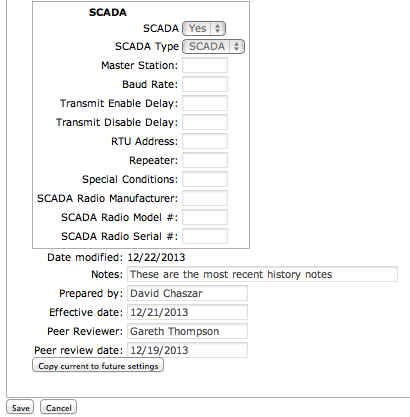 SCADA
SCADA Yes
SCADA Type SCADA
Master Station:
Baud Rate:
Transmit Enable Delay:
Transmit Disable Delay:
RTU Address:
Repeater:
Special Conditions:
SCADA Radio Manufacturer:
SCADA Radio Model #:
SCADA Radio Serial #:
Date modified: 12/22/2013
Notes: These are the most recent history notes
Prepared by: David Chaszar
Effective date: 12/21/2013
Peer Reviewer: Gareth Thompson
Peer review date: 12/19/2013
Copy current to future settings
Save Cancel